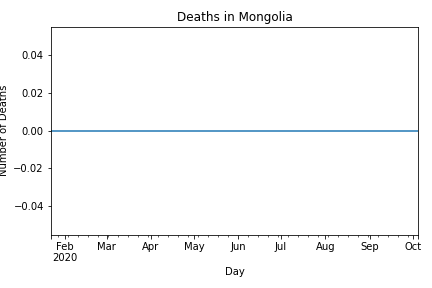 Deaths in Mongolia
Number of Deaths
0.04
0.02
0.00
−0.02
−0.04
Feb Mar Apr May Jun Jul Aug Sep Oct
2020
Day